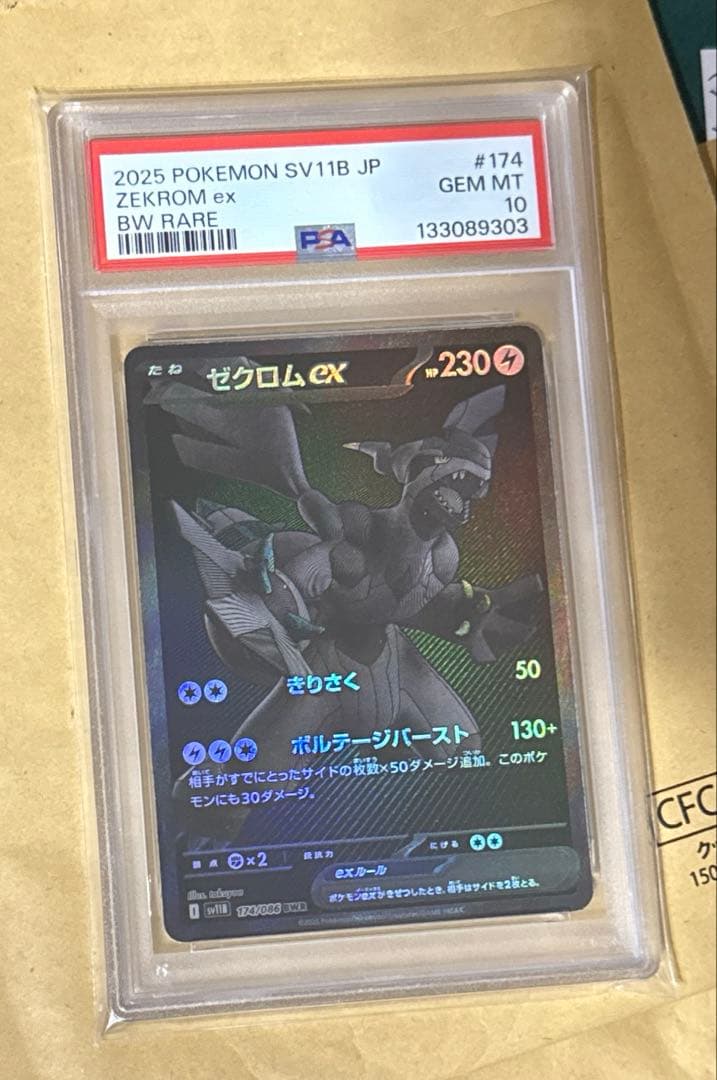 2025 POKEMON SV11B JP
#174
ZEKROM ex
GEM MT
BW RARE
10
PSA
133089303
たね
ゼクロムex
HP 230
きりさく
50
ボルテージバースト
130+
相手がすでにとったサイドの枚数×50ダメージ追加。このポケ
モンにも30ダメージ。
弱点
×2
抵抗力
にげる
exルール
ポケモンexがきぜつしたとき、相手はサイドを2枚とる。
I sv11B 174/086 BWR
CFC
150